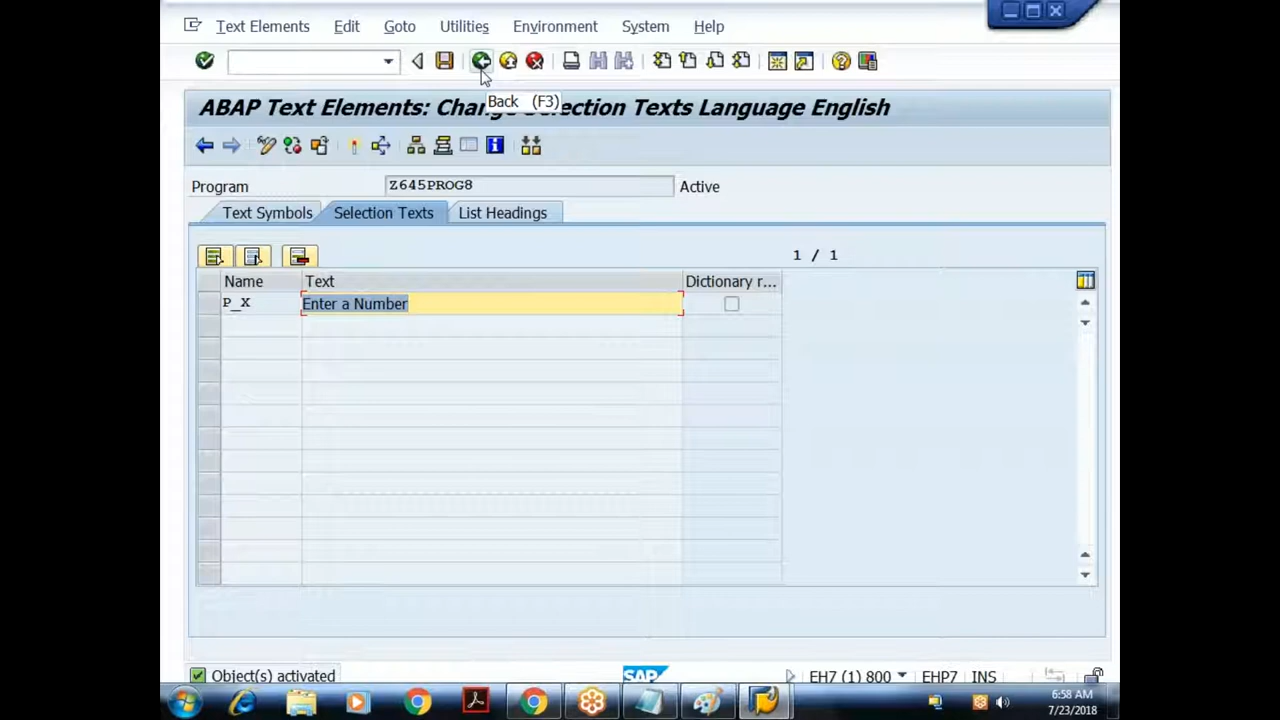 Text Elements Edit Goto Utilities Environment System Help
Back (F3)
ABAP Text Elements: Change Selection Texts Language English
Program Z645PROG8 Active
Text Symbols Selection Texts List Headings
1 / 1
Name Text Dictionary r...
P_X Enter a Number
Object(s) activated SAP EH7 (1) 800 EHP7 INS
6:58 AM
7/23/2018